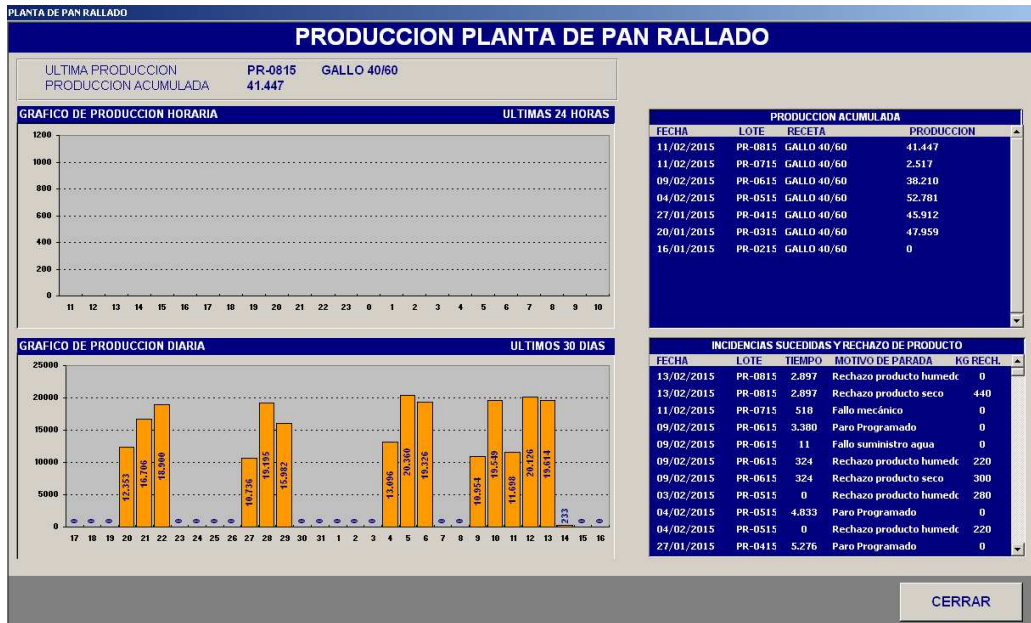 PLANTA DE PAN RALLADO
PRODUCCION PLANTA DE PAN RALLADO
ULTIMA PRODUCCION PR-0815 GALLO 40/60
PRODUCCION ACUMULADA 41.447
GRAFICO DE PRODUCCION HORARIA ULTIMAS 24 HORAS
1200
1000
800
600
400
200
0
11 12 13 14 15 16 17 18 19 20 21 22 23 0 1 2 3 4 5 6 7 8 9 10
PRODUCCION ACUMULADA
FECHA LOTE RECETA PRODUCCION
11/02/2015 PR-0815 GALLO 40/60 41.447
11/02/2015 PR-0715 GALLO 40/60 2.517
09/02/2015 PR-0615 GALLO 40/60 38.210
04/02/2015 PR-0515 GALLO 40/60 52.781
27/01/2015 PR-0415 GALLO 40/60 45.912
20/01/2015 PR-0315 GALLO 40/60 47.959
16/01/2015 PR-0215 GALLO 40/60 0
GRAFICO DE PRODUCCION DIARIA ULTIMOS 30 DIAS
25000
20000
15000
10000
5000
0
0 0 0 12.353 16.706 18.900 0 0 0 0 10.736 19.195 15.982 0 0 0 0 0 13.096 20.360 19.326 0 0 10.954 19.549 11.698 20.126 19.614 233 0 0
17 18 19 20 21 22 23 24 25 26 27 28 29 30 31 1 2 3 4 5 6 7 8 9 10 11 12 13 14 15 16
INCIDENCIAS SUCEDIDAS Y RECHAZO DE PRODUCTO
FECHA LOTE TIEMPO MOTIVO DE PARADA KG RECH.
13/02/2015 PR-0815 2.897 Rechazo producto humedo 0
13/02/2015 PR-0815 2.897 Rechazo producto seco 440
11/02/2015 PR-0715 518 Fallo mecánico 0
09/02/2015 PR-0615 3.380 Paro Programado 0
09/02/2015 PR-0615 11 Fallo suministro agua 0
09/02/2015 PR-0615 324 Rechazo producto humedo 220
09/02/2015 PR-0615 324 Rechazo producto seco 300
03/02/2015 PR-0515 0 Rechazo producto humedo 280
04/02/2015 PR-0515 4.833 Paro Programado 0
04/02/2015 PR-0515 0 Rechazo producto humedo 220
27/01/2015 PR-0415 5.276 Paro Programado 0
CERRAR